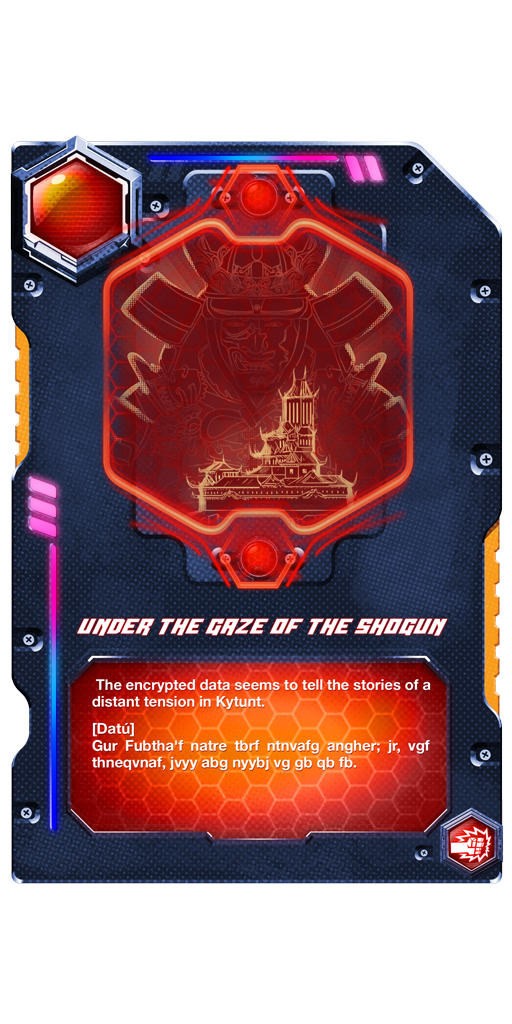 UNDER THE GAZE OF THE SHOGUN
The encrypted data seems to tell the stories of a
distant tension in Kytunt.
[Datú]
Gur Fubtha'f natre tbrf ntnvafg angher; jr, vgf
thneqvnaf, jvyy abg nyybj vg gb qb fb.